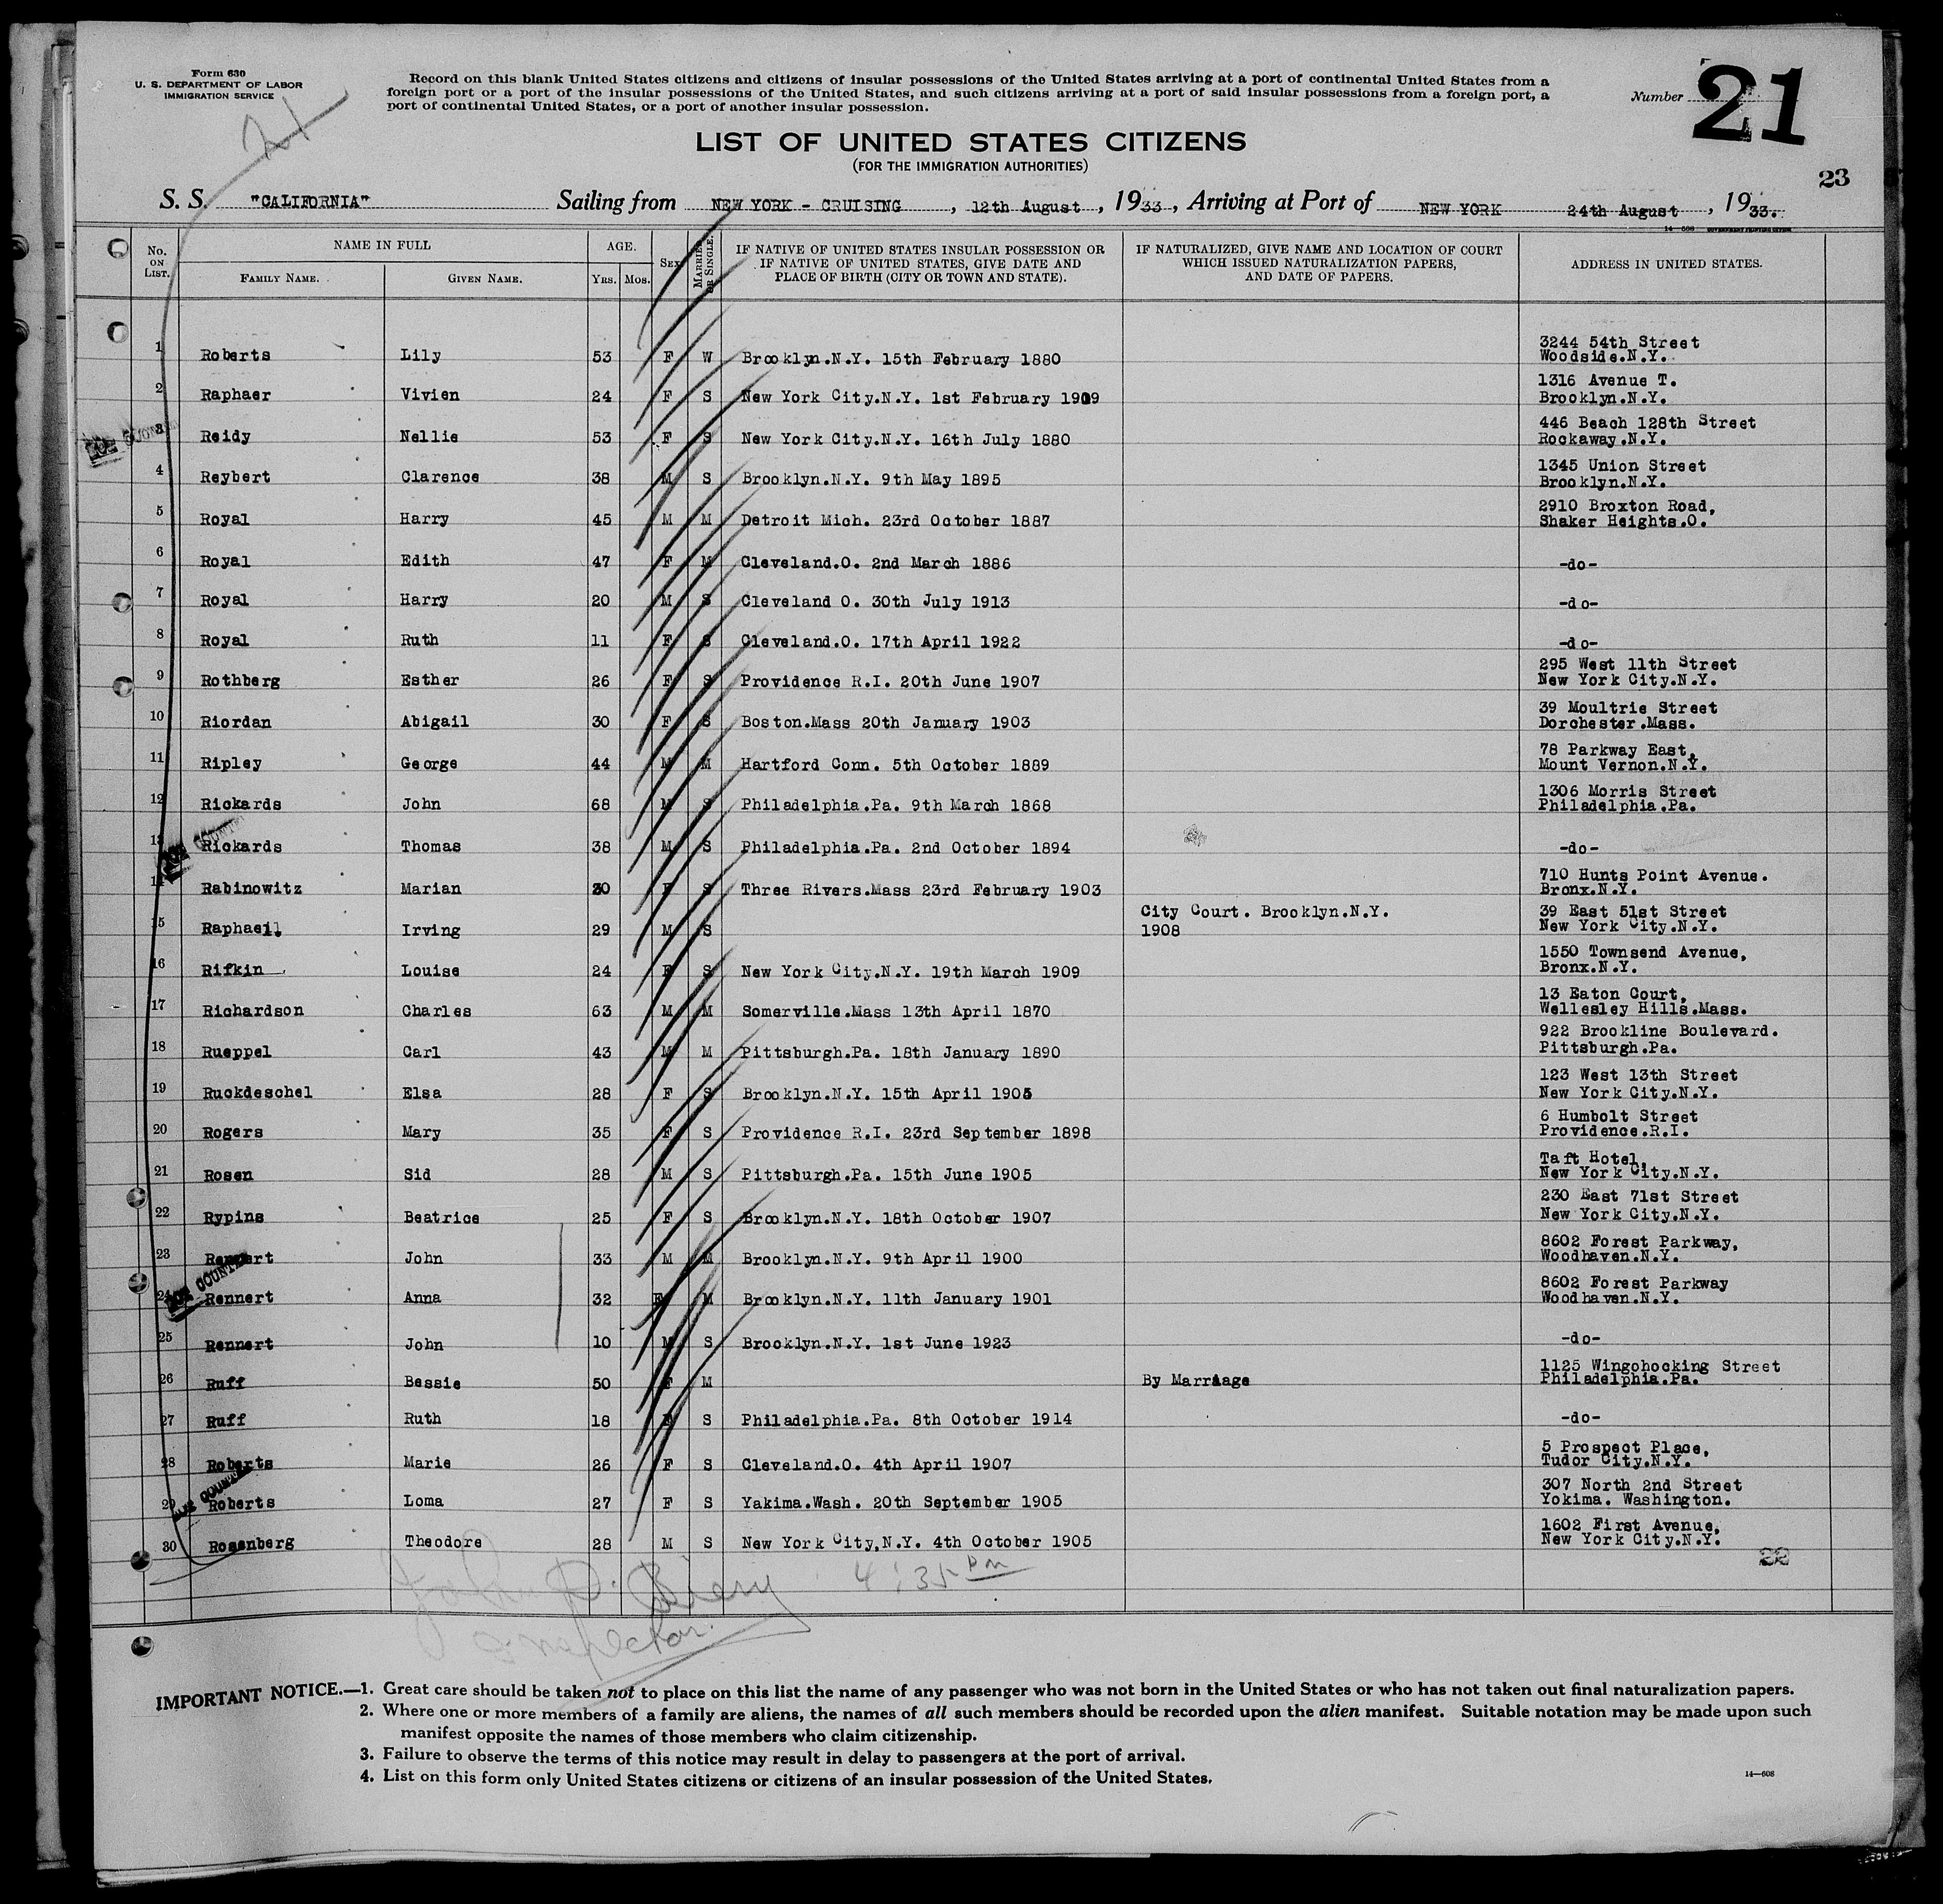 Form 630
U. S. DEPARTMENT OF LABOR
IMMIGRATION SERVICE
21
Record on this blank United States citizens and citizens of insular possessions of the United States arriving at a port of continental United States from a
foreign port or a port of the insular possessions of the United States, and such citizens arriving at a port of said insular possessions from a foreign port, a
port of continental United States, or a port of another insular possession.
Number 21
LIST OF UNITED STATES CITIZENS
(FOR THE IMMIGRATION AUTHORITIES)
23
S. S. "CALIFORNIA" Sailing from NEW YORK - CRUISING, 12th August, 1933, Arriving at Port of NEW YORK 24th August, 1933.
No. ON LIST. NAME IN FULL FAMILY NAME. GIVEN NAME. AGE. YRS. MOS. SEX MARRIED OR SINGLE. IF NATIVE OF UNITED STATES INSULAR POSSESSION OR IF NATIVE OF UNITED STATES, GIVE DATE AND PLACE OF BIRTH (CITY OR TOWN AND STATE). IF NATURALIZED, GIVE NAME AND LOCATION OF COURT WHICH ISSUED NATURALIZATION PAPERS, AND DATE OF PAPERS. ADDRESS IN UNITED STATES.
1 Roberts Lily 53 F W Brooklyn.N.Y. 15th February 1880 3244 54th Street Woodside.N.Y.
2 Raphaer Vivien 24 F S New York City.N.Y. 1st February 1909 1316 Avenue T. Brooklyn.N.Y.
3 Reidy Nellie 53 F S New York City.N.Y. 16th July 1880 446 Beach 128th Street Rockaway.N.Y.
4 Reybert Clarence 38 M S Brooklyn.N.Y. 9th May 1895 1345 Union Street Brooklyn.N.Y.
5 Royal Harry 45 M M Detroit Mich. 23rd October 1887 2910 Broxton Road, Shaker Heights.O.
6 Royal Edith 47 F M Cleveland.O. 2nd March 1886 -do-
7 Royal Harry 20 M S Cleveland O. 30th July 1913 -do-
8 Royal Ruth 11 F S Cleveland.O. 17th April 1922 -do-
9 Rothberg Esther 26 F S Providence R.I. 20th June 1907 295 West 11th Street New York City.N.Y.
10 Riordan Abigail 30 F S Boston.Mass 20th January 1903 39 Moultrie Street Dorchester.Mass.
11 Ripley George 44 M M Hartford Conn. 5th October 1889 78 Parkway East, Mount Vernon.N.Y.
12 Rickards John 68 M S Philadelphia.Pa. 9th March 1868 1306 Morris Street Philadelphia.Pa.
13 Rickards Thomas 38 M S Philadelphia.Pa. 2nd October 1894 -do-
14 Rabinowitz Marian 30 F S Three Rivers.Mass 23rd February 1903 710 Hunts Point Avenue. Bronx.N.Y.
15 Raphaeil. Irving 29 M S City Court. Brooklyn.N.Y. 1908 39 East 51st Street New York City.N.Y.
16 Rifkin Louise 24 F S New York City.N.Y. 19th March 1909 1550 Townsend Avenue, Bronx.N.Y.
17 Richardson Charles 63 M M Somerville.Mass 13th April 1870 13 Eaton Court, Wellesley Hills.Mass.
18 Rueppel Carl 43 M M Pittsburgh.Pa. 18th January 1890 922 Brookline Boulevard. Pittsburgh.Pa.
19 Ruckdeschel Elsa 28 F S Brooklyn.N.Y. 15th April 1905 123 West 13th Street New York City.N.Y.
20 Rogers Mary 35 F S Providence R.I. 23rd September 1898 6 Humbolt Street Providence.R.I.
21 Rosen Sid 28 M S Pittsburgh.Pa. 15th June 1905 Taft Hotel, New York City.N.Y.
22 Rypins Beatrice 25 F S Brooklyn.N.Y. 18th October 1907 230 East 71st Street New York City.N.Y.
23 Rennert John 33 M M Brooklyn.N.Y. 9th April 1900 8602 Forest Parkway, Woodhaven.N.Y.
24 Rennert Anna 32 F M Brooklyn.N.Y. 11th January 1901 8602 Forest Parkway Woodhaven.N.Y.
25 Rennert John 10 M S Brooklyn.N.Y. 1st June 1923 -do-
26 Ruff Bessie 50 F M By Marriage 1125 Wingohocking Street Philadelphia.Pa.
27 Ruff Ruth 18 F S Philadelphia.Pa. 8th October 1914 -do-
28 Roberts Marie 26 F S Cleveland.O. 4th April 1907 5 Prospect Place, Tudor City.N.Y.
29 Roberts Loma 27 F S Yakima.Wash. 20th September 1905 307 North 2nd Street Yokima. Washington.
30 Rosenberg Theodore 28 M S New York City,N.Y. 4th October 1905 1602 First Avenue, New York City.N.Y.
4:35 PM
Inspector.
IMPORTANT NOTICE.—1. Great care should be taken not to place on this list the name of any passenger who was not born in the United States or who has not taken out final naturalization papers.
2. Where one or more members of a family are aliens, the names of all such members should be recorded upon the alien manifest. Suitable notation may be made upon such
manifest opposite the names of those members who claim citizenship.
3. Failure to observe the terms of this notice may result in delay to passengers at the port of arrival.
4. List on this form only United States citizens or citizens of an insular possession of the United States.
14—608